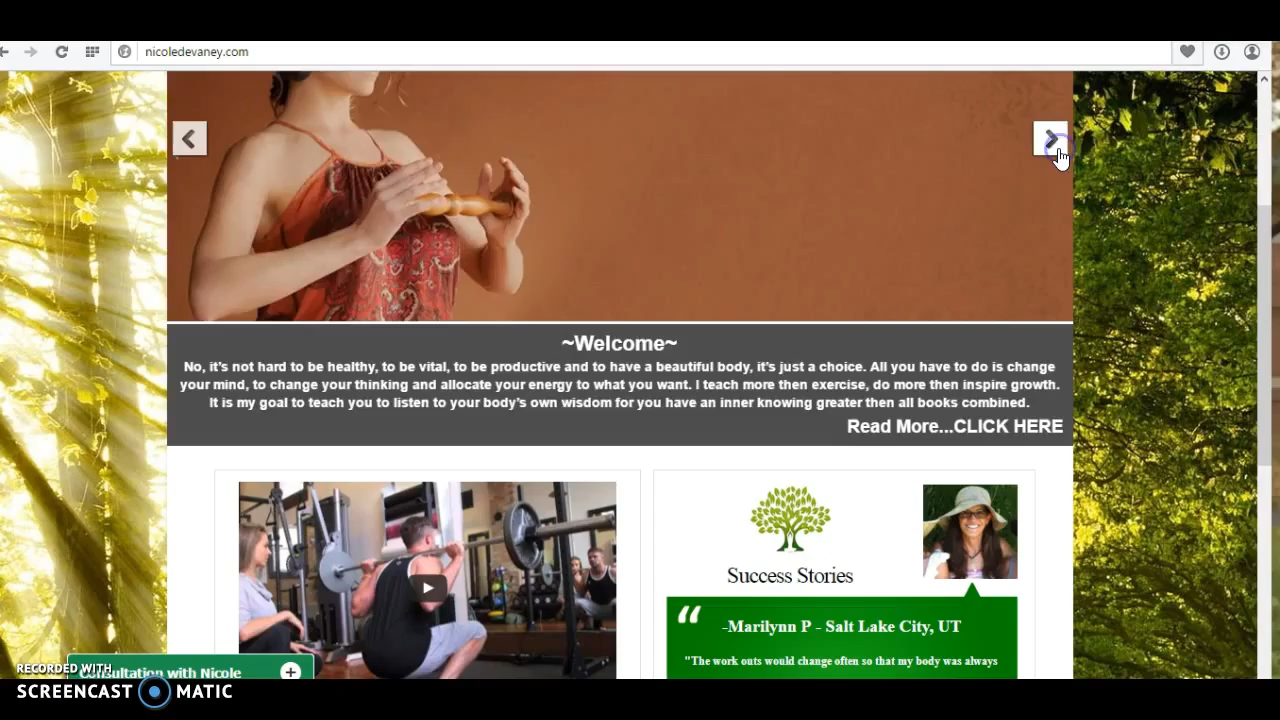 nicoledevaney.com
~Welcome~
No, it's not hard to be healthy, to be vital, to be productive and to have a beautiful body, it's just a choice. All you have to do is change
your mind, to change your thinking and allocate your energy to what you want. I teach more then exercise, do more then inspire growth.
It is my goal to teach you to listen to your body's own wisdom for you have an inner knowing greater then all books combined.
Read More...CLICK HERE
Success Stories
-Marilynn P - Salt Lake City, UT
"The work outs would change often so that my body was always
Consultation with Nicole
RECORDED WITH
SCREENCAST MATIC